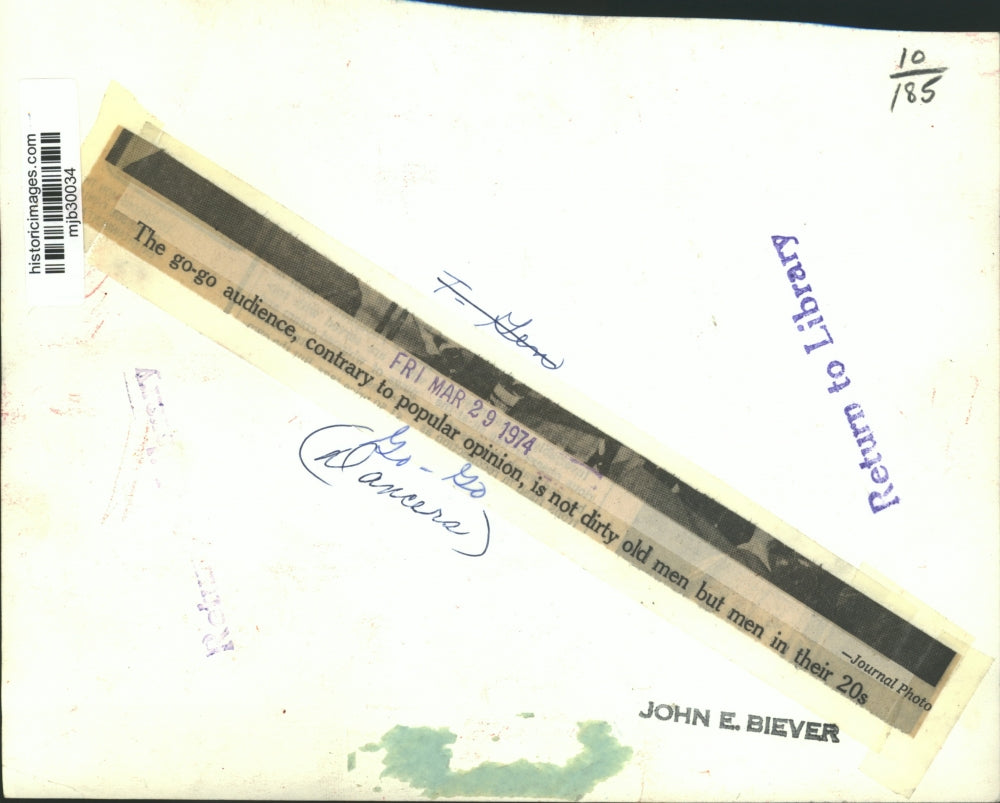 10
185
historicimages.com
mjb30034
The go-go audience, contrary to popular opinion, is not dirty old men but men in their 20s
—Journal Photo
FRI MAR 29 1974
T- Gen
Go - Go
(Dancers)
Return to Library
JOHN E. BIEVER